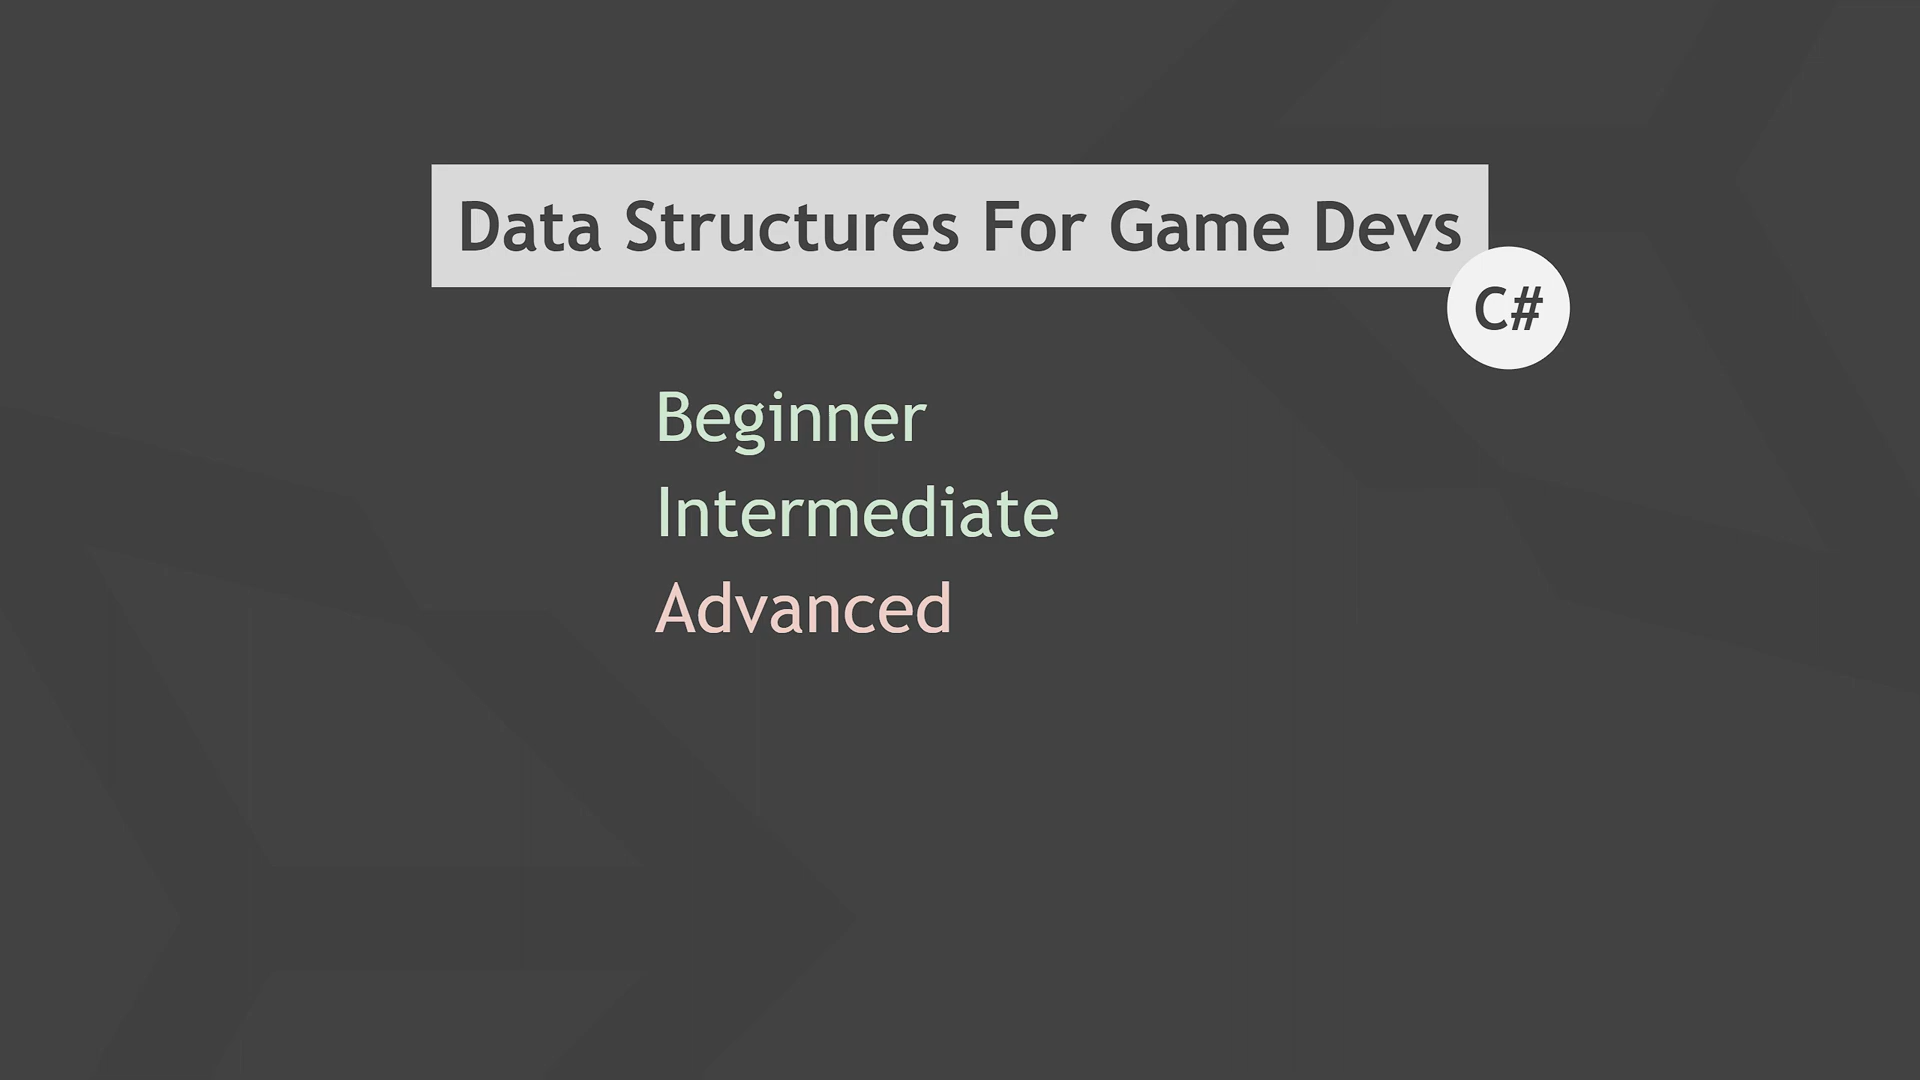 Data Structures For Game Devs
C#
Beginner
Intermediate
Advanced